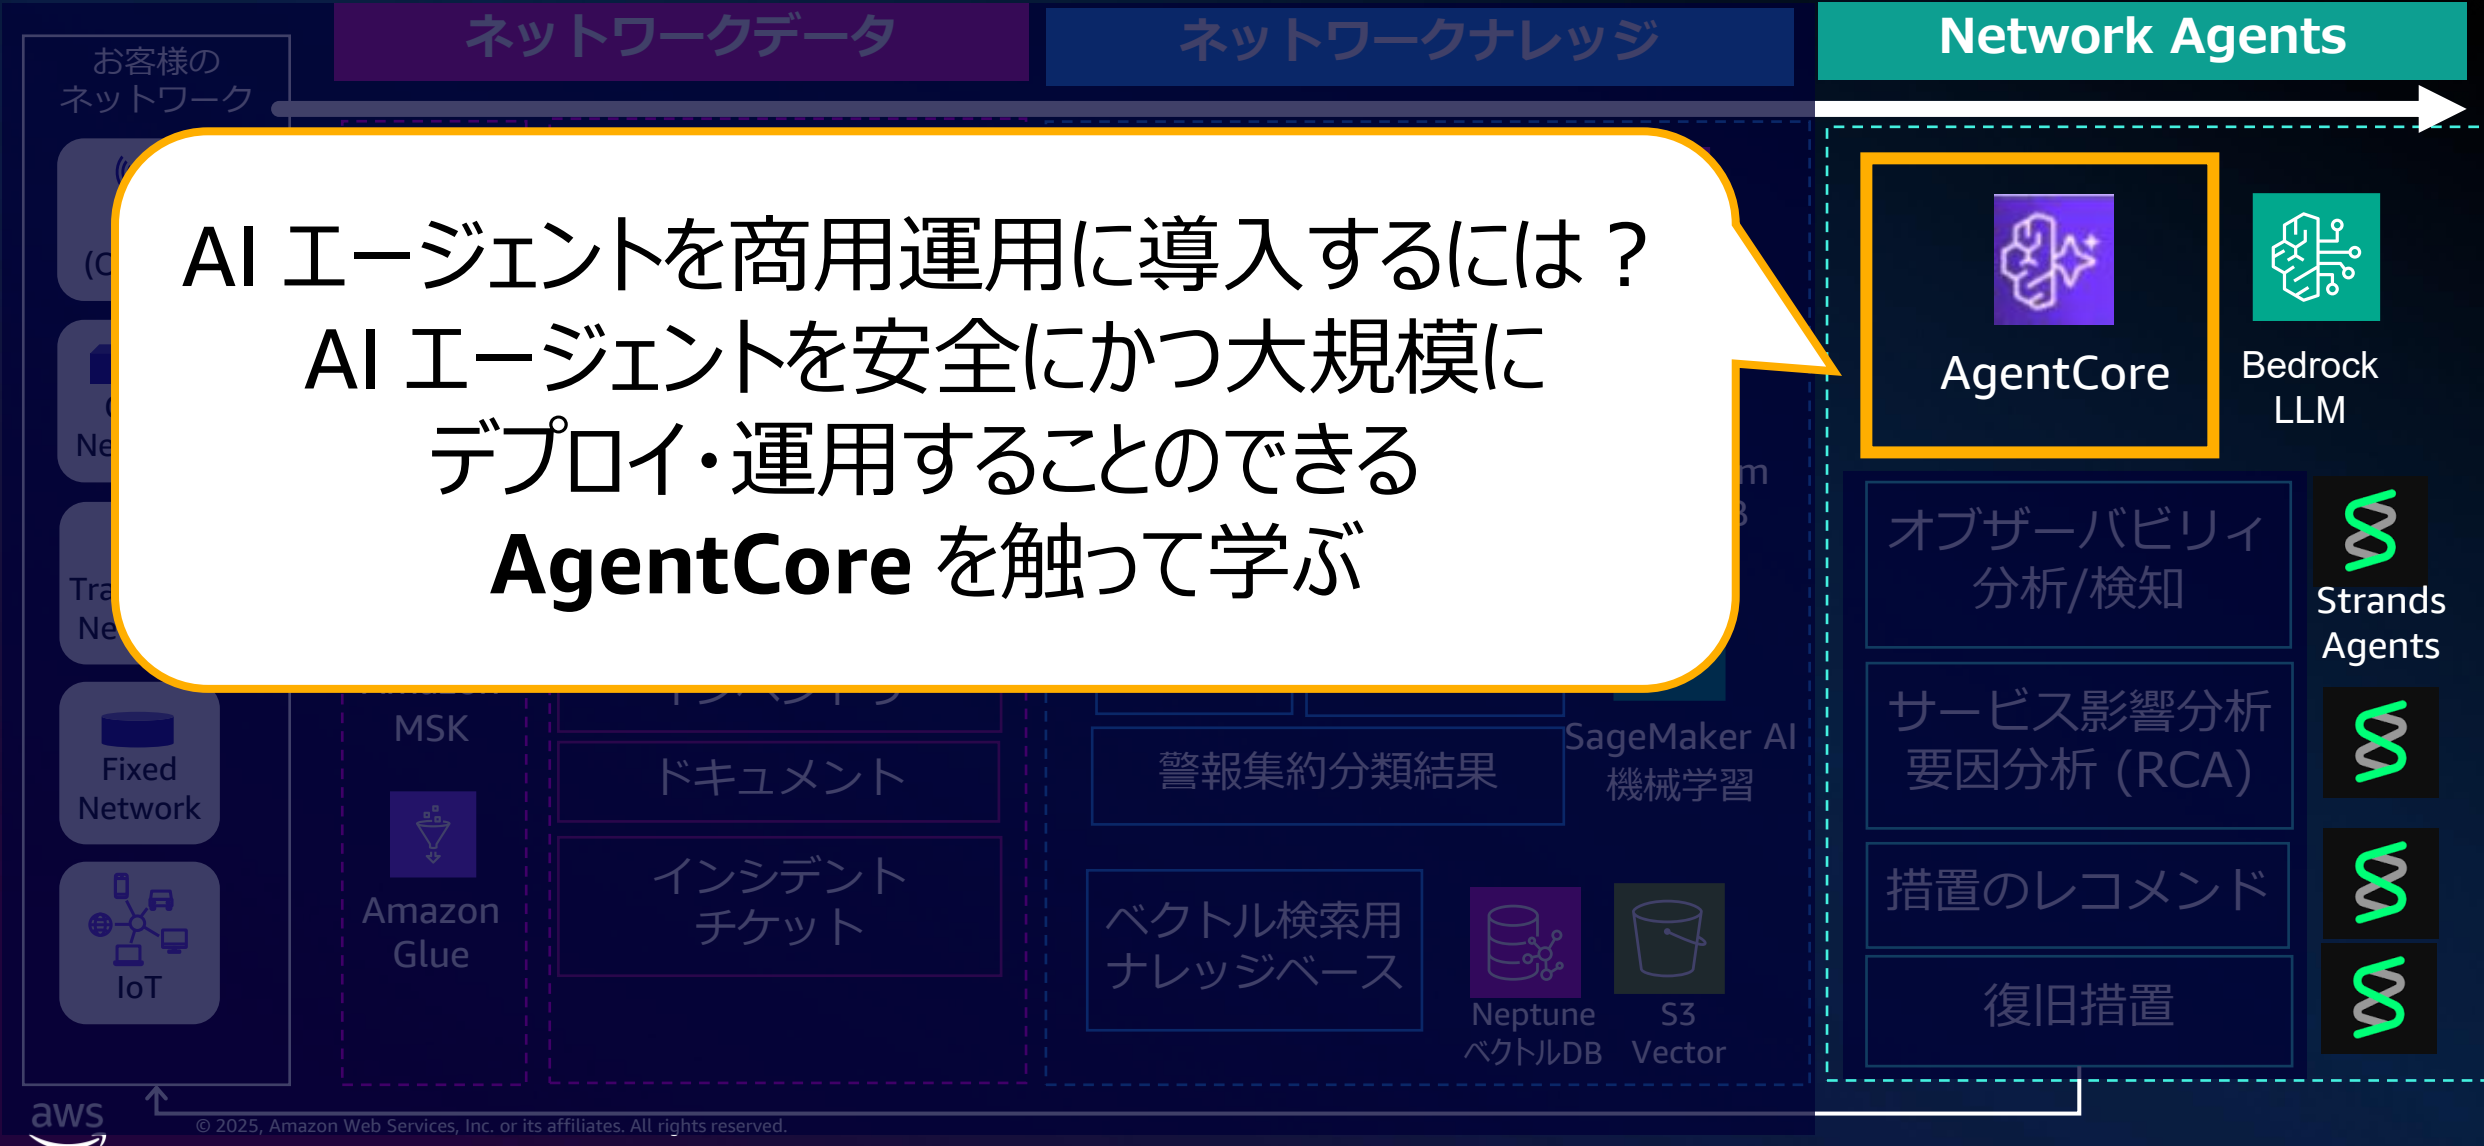 ネットワークデータ
ネットワークナレッジ
Network Agents
お客様の
ネットワーク
AI エージェントを商用運用に導入するには？
AI エージェントを安全にかつ大規模に
デプロイ・運用することのできる
AgentCore を触って学ぶ
AgentCore
Bedrock
LLM
オブザーバビリィ
分析/検知
Strands
Agents
サービス影響分析
要因分析 (RCA)
措置のレコメンド
復旧措置
MSK
Amazon
Glue
ドキュメント
インシデント
チケット
警報集約分類結果
SageMaker AI
機械学習
ベクトル検索用
ナレッジベース
Neptune
ベクトルDB
S3
Vector
Fixed
Network
IoT
aws
© 2025, Amazon Web Services, Inc. or its affiliates. All rights reserved.